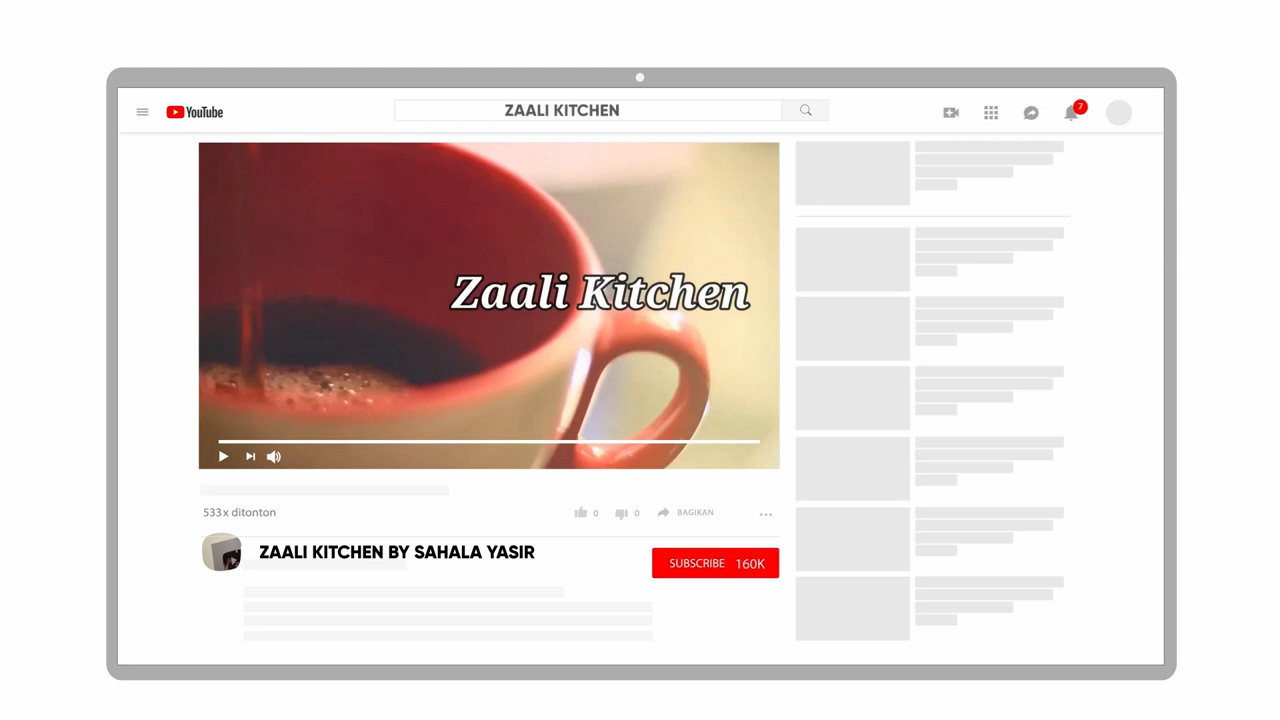 YouTube
ZAALI KITCHEN
7
Zaali Kitchen
533x ditonton
0
0
BAGIKAN
ZAALI KITCHEN BY SAHALA YASIR
SUBSCRIBE 160K